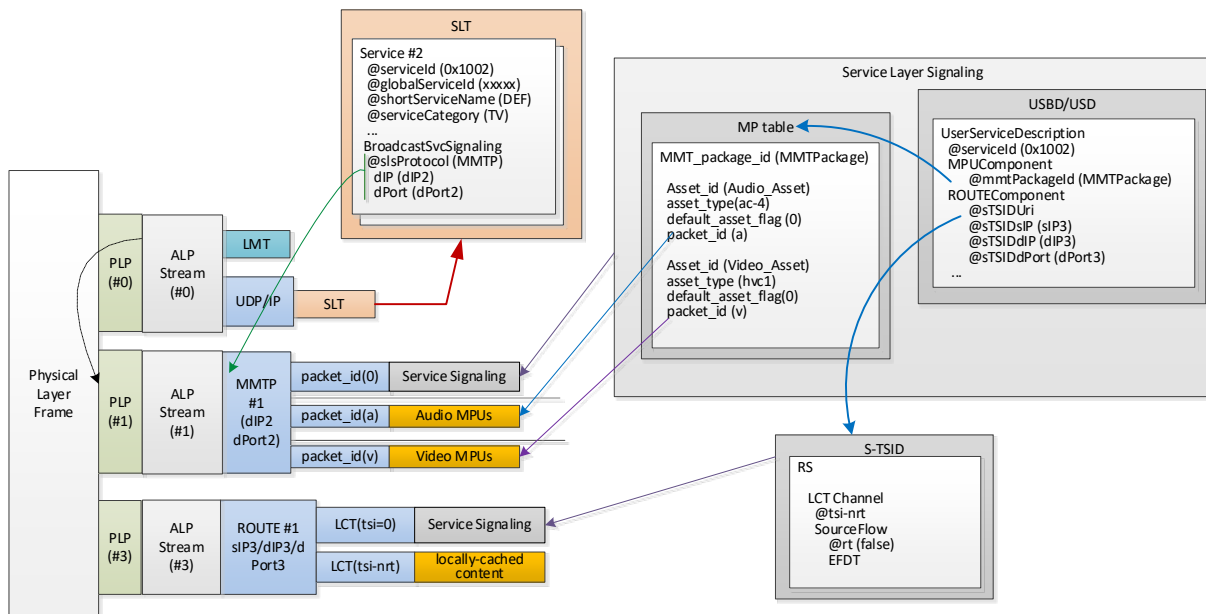 SLT
Service #2
@serviceId (0x1002)
@globalServiceId (xxxxx)
@shortServiceName (DEF)
@serviceCategory (TV)
...
BroadcastSvcSignaling
@slsProtocol (MMTP)
dIP (dIP2)
dPort (dPort2)
Service Layer Signaling
MP table
MMT_package_id (MMTPackage)
Asset_id (Audio_Asset)
asset_type(ac-4)
default_asset_flag (0)
packet_id (a)
Asset_id (Video_Asset)
asset_type (hvc1)
default_asset_flag(0)
packet_id (v)
USBD/USD
UserServiceDescription
@serviceId (0x1002)
MPUComponent
@mmtPackageId (MMTPackage)
ROUTEComponent
@sTSIDUri
@sTSIDsIP (sIP3)
@sTSIDdIP (dIP3)
@sTSIDdPort (dPort3)
...
Physical
Layer
Frame
PLP
(#0)
ALP
Stream
(#0)
LMT
UDP/IP
SLT
PLP
(#1)
ALP
Stream
(#1)
MMTP
#1
(dIP2
dPort2)
packet_id(0)
Service Signaling
packet_id(a)
Audio MPUs
packet_id(v)
Video MPUs
PLP
(#3)
ALP
Stream
(#3)
ROUTE #1
sIP3/dIP3/d
Port3
LCT(tsi=0)
Service Signaling
LCT(tsi-nrt)
locally-cached
content
S-TSID
RS
LCT Channel
@tsi-nrt
SourceFlow
@rt (false)
EFDT